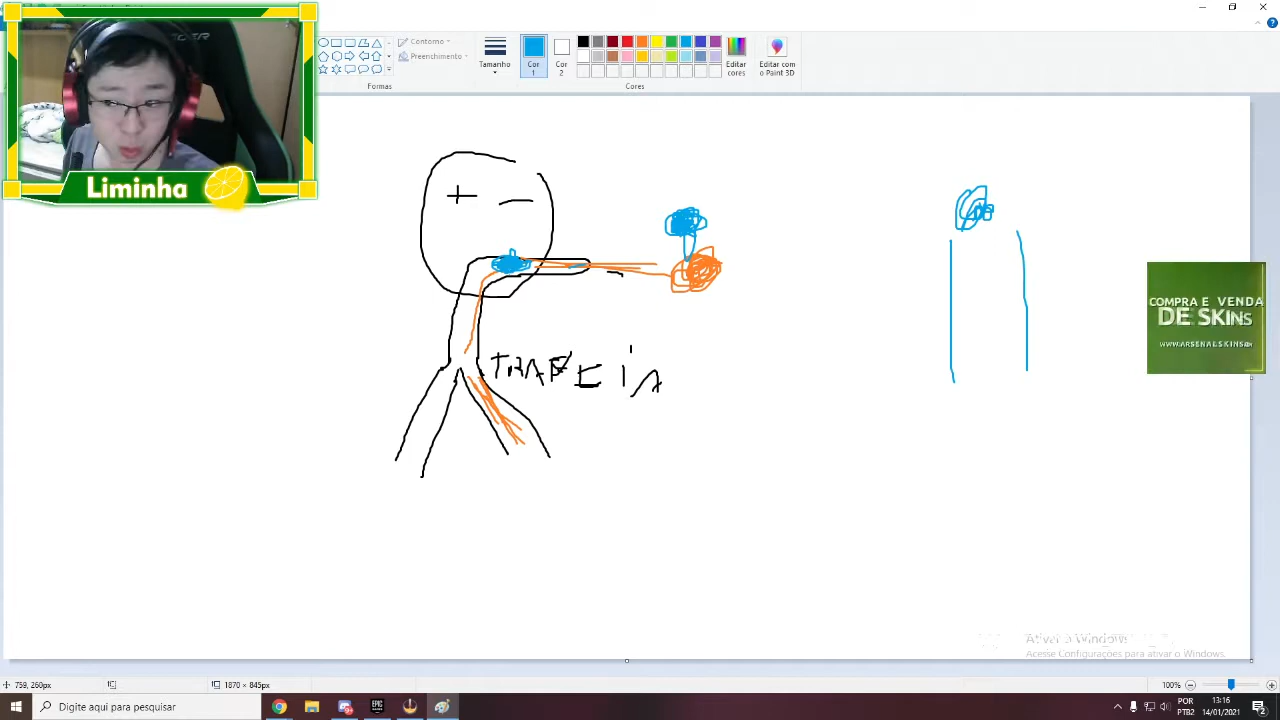 Contorno
Preenchimento
Tamanho
Cor
1
Cor
2
Editar
cores
Editar com
o Paint 3D
Formas
Cores
Liminha
COMPRA E VENDA
DE SKINS
Ativar o Windows
Acesse Configurações para ativar o Windows.
759, 260px
1870 × 845px
100%
Digite aqui para pesquisar
EPIC
POR
PTB2
13:16
14/01/2021